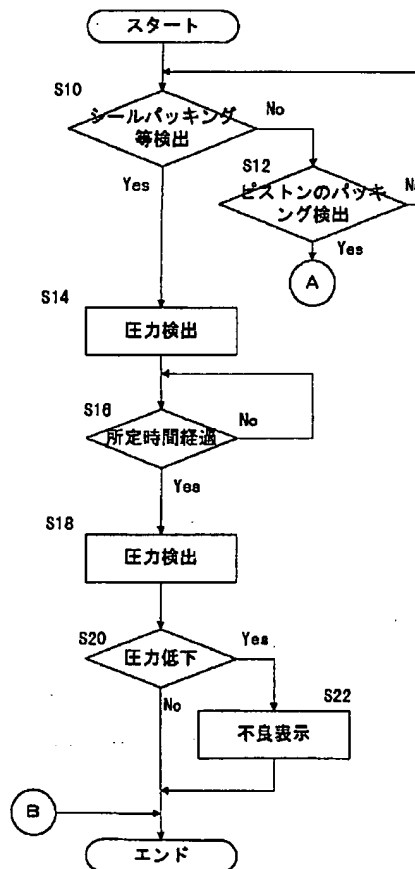 スタート
S10
シールパッキング
等検出
No
Yes
S12
ピストンのパッキ
ング検出
No
Yes
A
S14
圧力検出
S16
所定時間経過
No
Yes
S18
圧力検出
S20
圧力低下
Yes
No
S22
不良表示
B
エンド